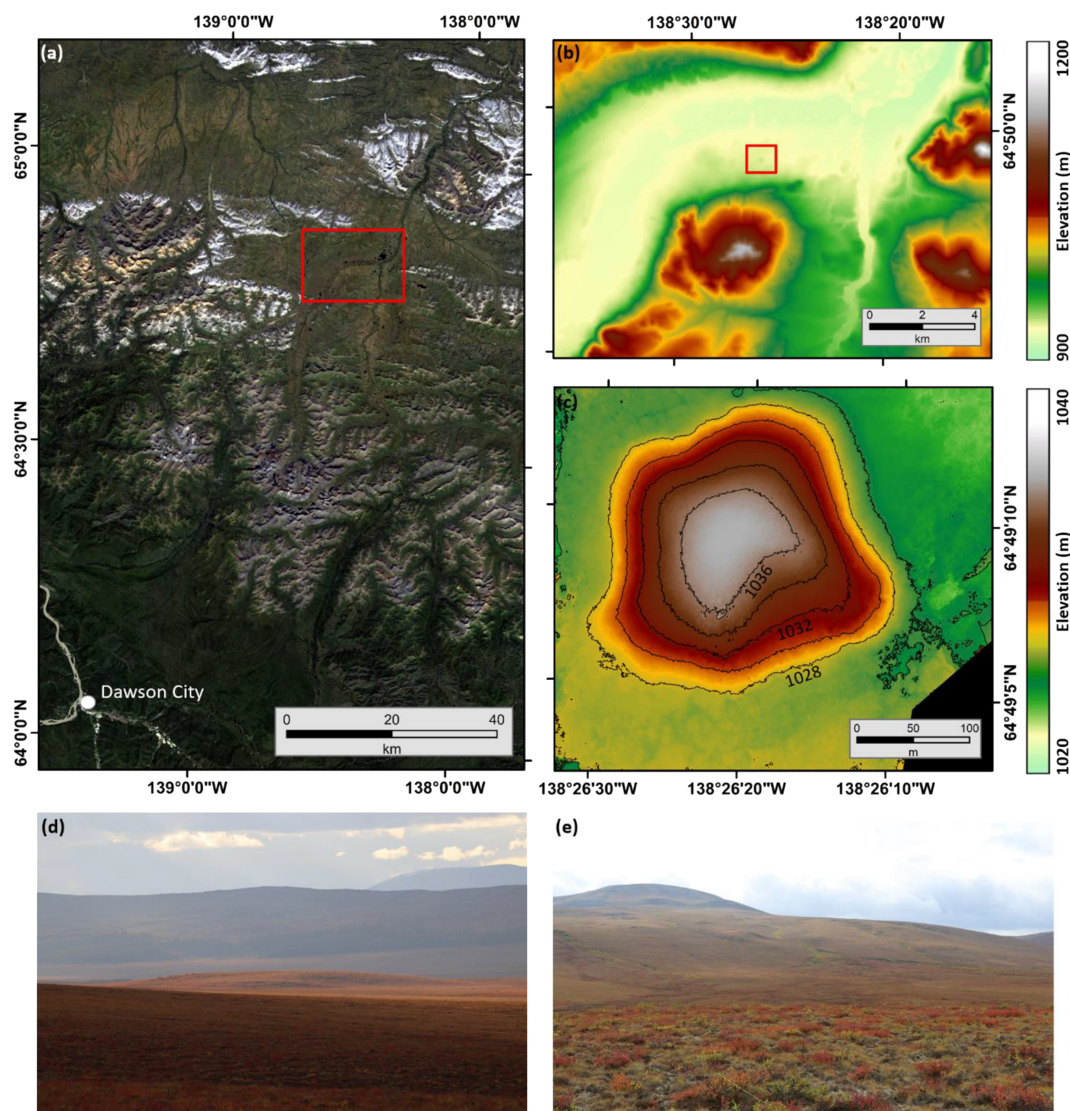 139°0'0"W
138°0'0"W
(a)
65°0'0"N
64°30'0"N
64°0'0"N
Dawson City
0
20
40
km
139°0'0"W
138°0'0"W
138°30'0"W
138°20'0"W
(b)
64°50'0"N
0
2
4
km
1200
Elevation (m)
900
(c)
1036
1032
1028
64°49'10"N
64°49'5"N
0
50
100
m
138°26'30"W
138°26'20"W
138°26'10"W
1040
Elevation (m)
1020
(d)
(e)